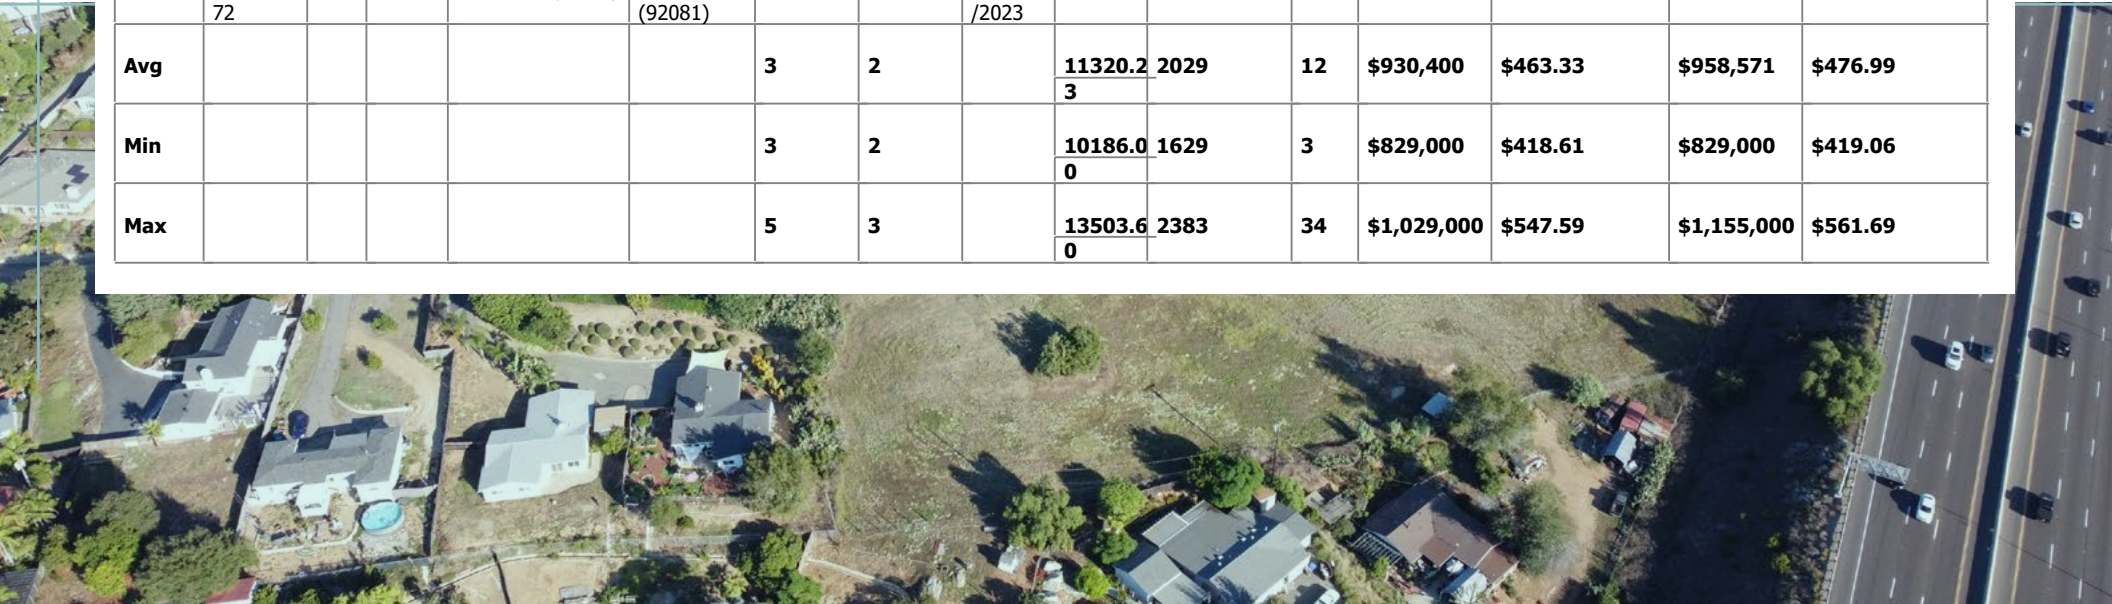 72 (92081) /2023
Avg 3 2 11320.2 2029 12 $930,400 $463.33 $958,571 $476.99
3
Min 3 2 10186.0 1629 3 $829,000 $418.61 $829,000 $419.06
0
Max 5 3 13503.6 2383 34 $1,029,000 $547.59 $1,155,000 $561.69
0